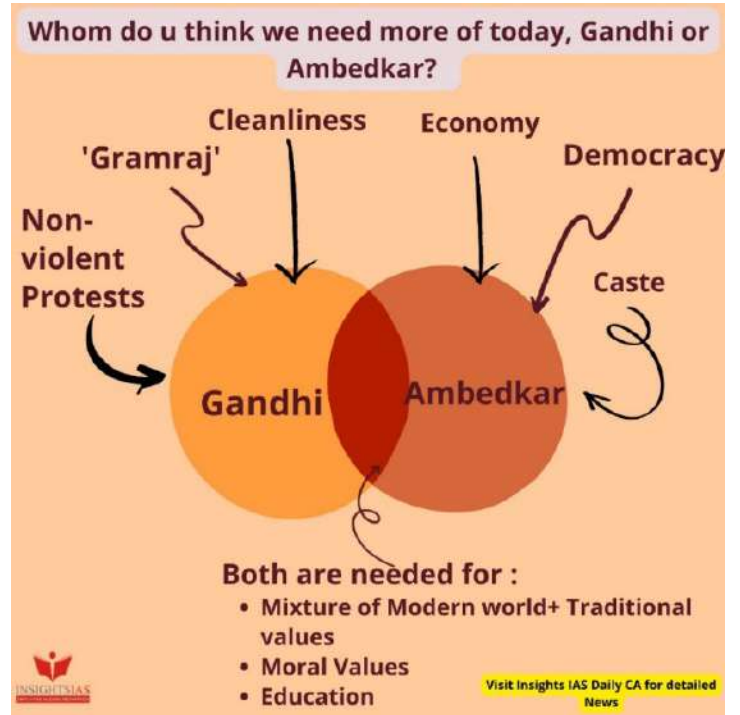 Whom do u think we need more of today, Gandhi or
Ambedkar?
Cleanliness
Economy
'Gramraj'
Democracy
Non-
violent
Protests
Caste
Gandhi
Ambedkar
Both are needed for :
• Mixture of Modern world+ Traditional
values
• Moral Values
• Education
INSIGHTSIAS
Visit Insights IAS Daily CA for detailed
News